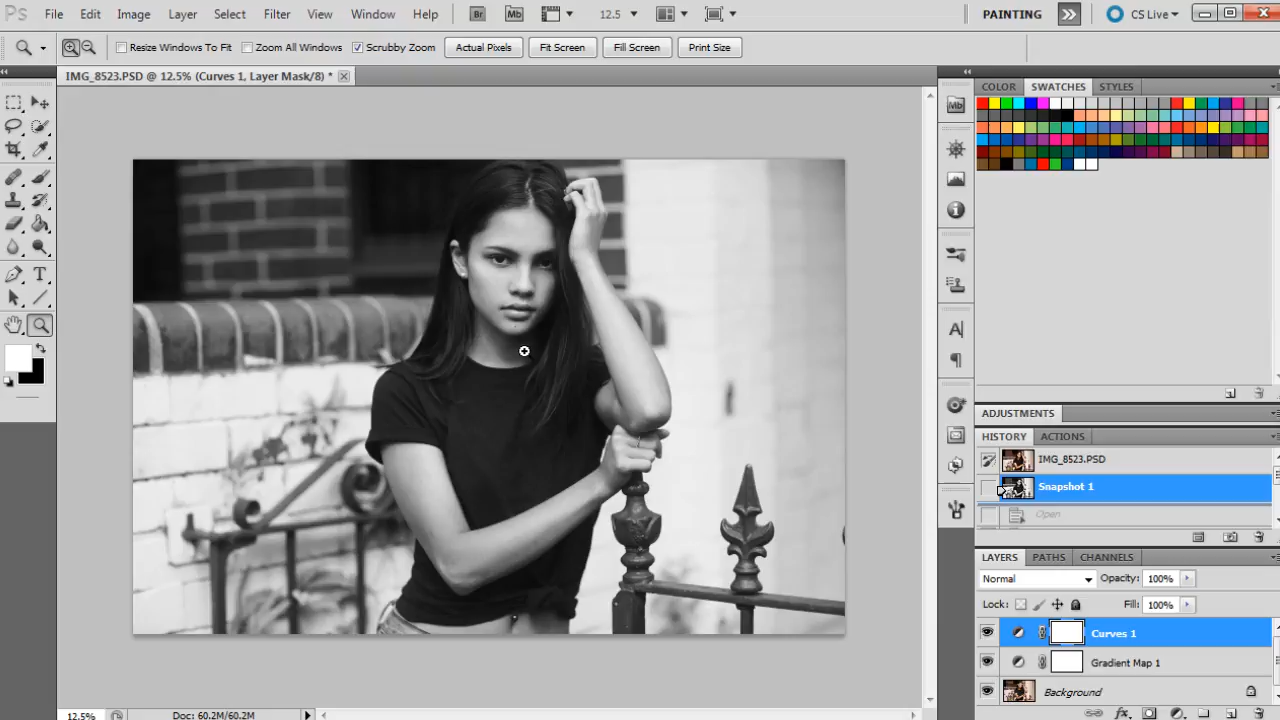 Ps File Edit Image Layer Select Filter View Window Help Br Mb 12.5 PAINTING CS Live
Resize Windows To Fit Zoom All Windows Scrubby Zoom Actual Pixels Fit Screen Fill Screen Print Size
IMG_8523.PSD @ 12.5% (Curves 1, Layer Mask/8) *
COLOR SWATCHES STYLES
Mb
ADJUSTMENTS
HISTORY ACTIONS
IMG_8523.PSD
Snapshot 1
Open
LAYERS PATHS CHANNELS
Normal Opacity: 100%
Lock: Fill: 100%
Curves 1
Gradient Map 1
Background
12.5% Doc: 60.2M/60.2M